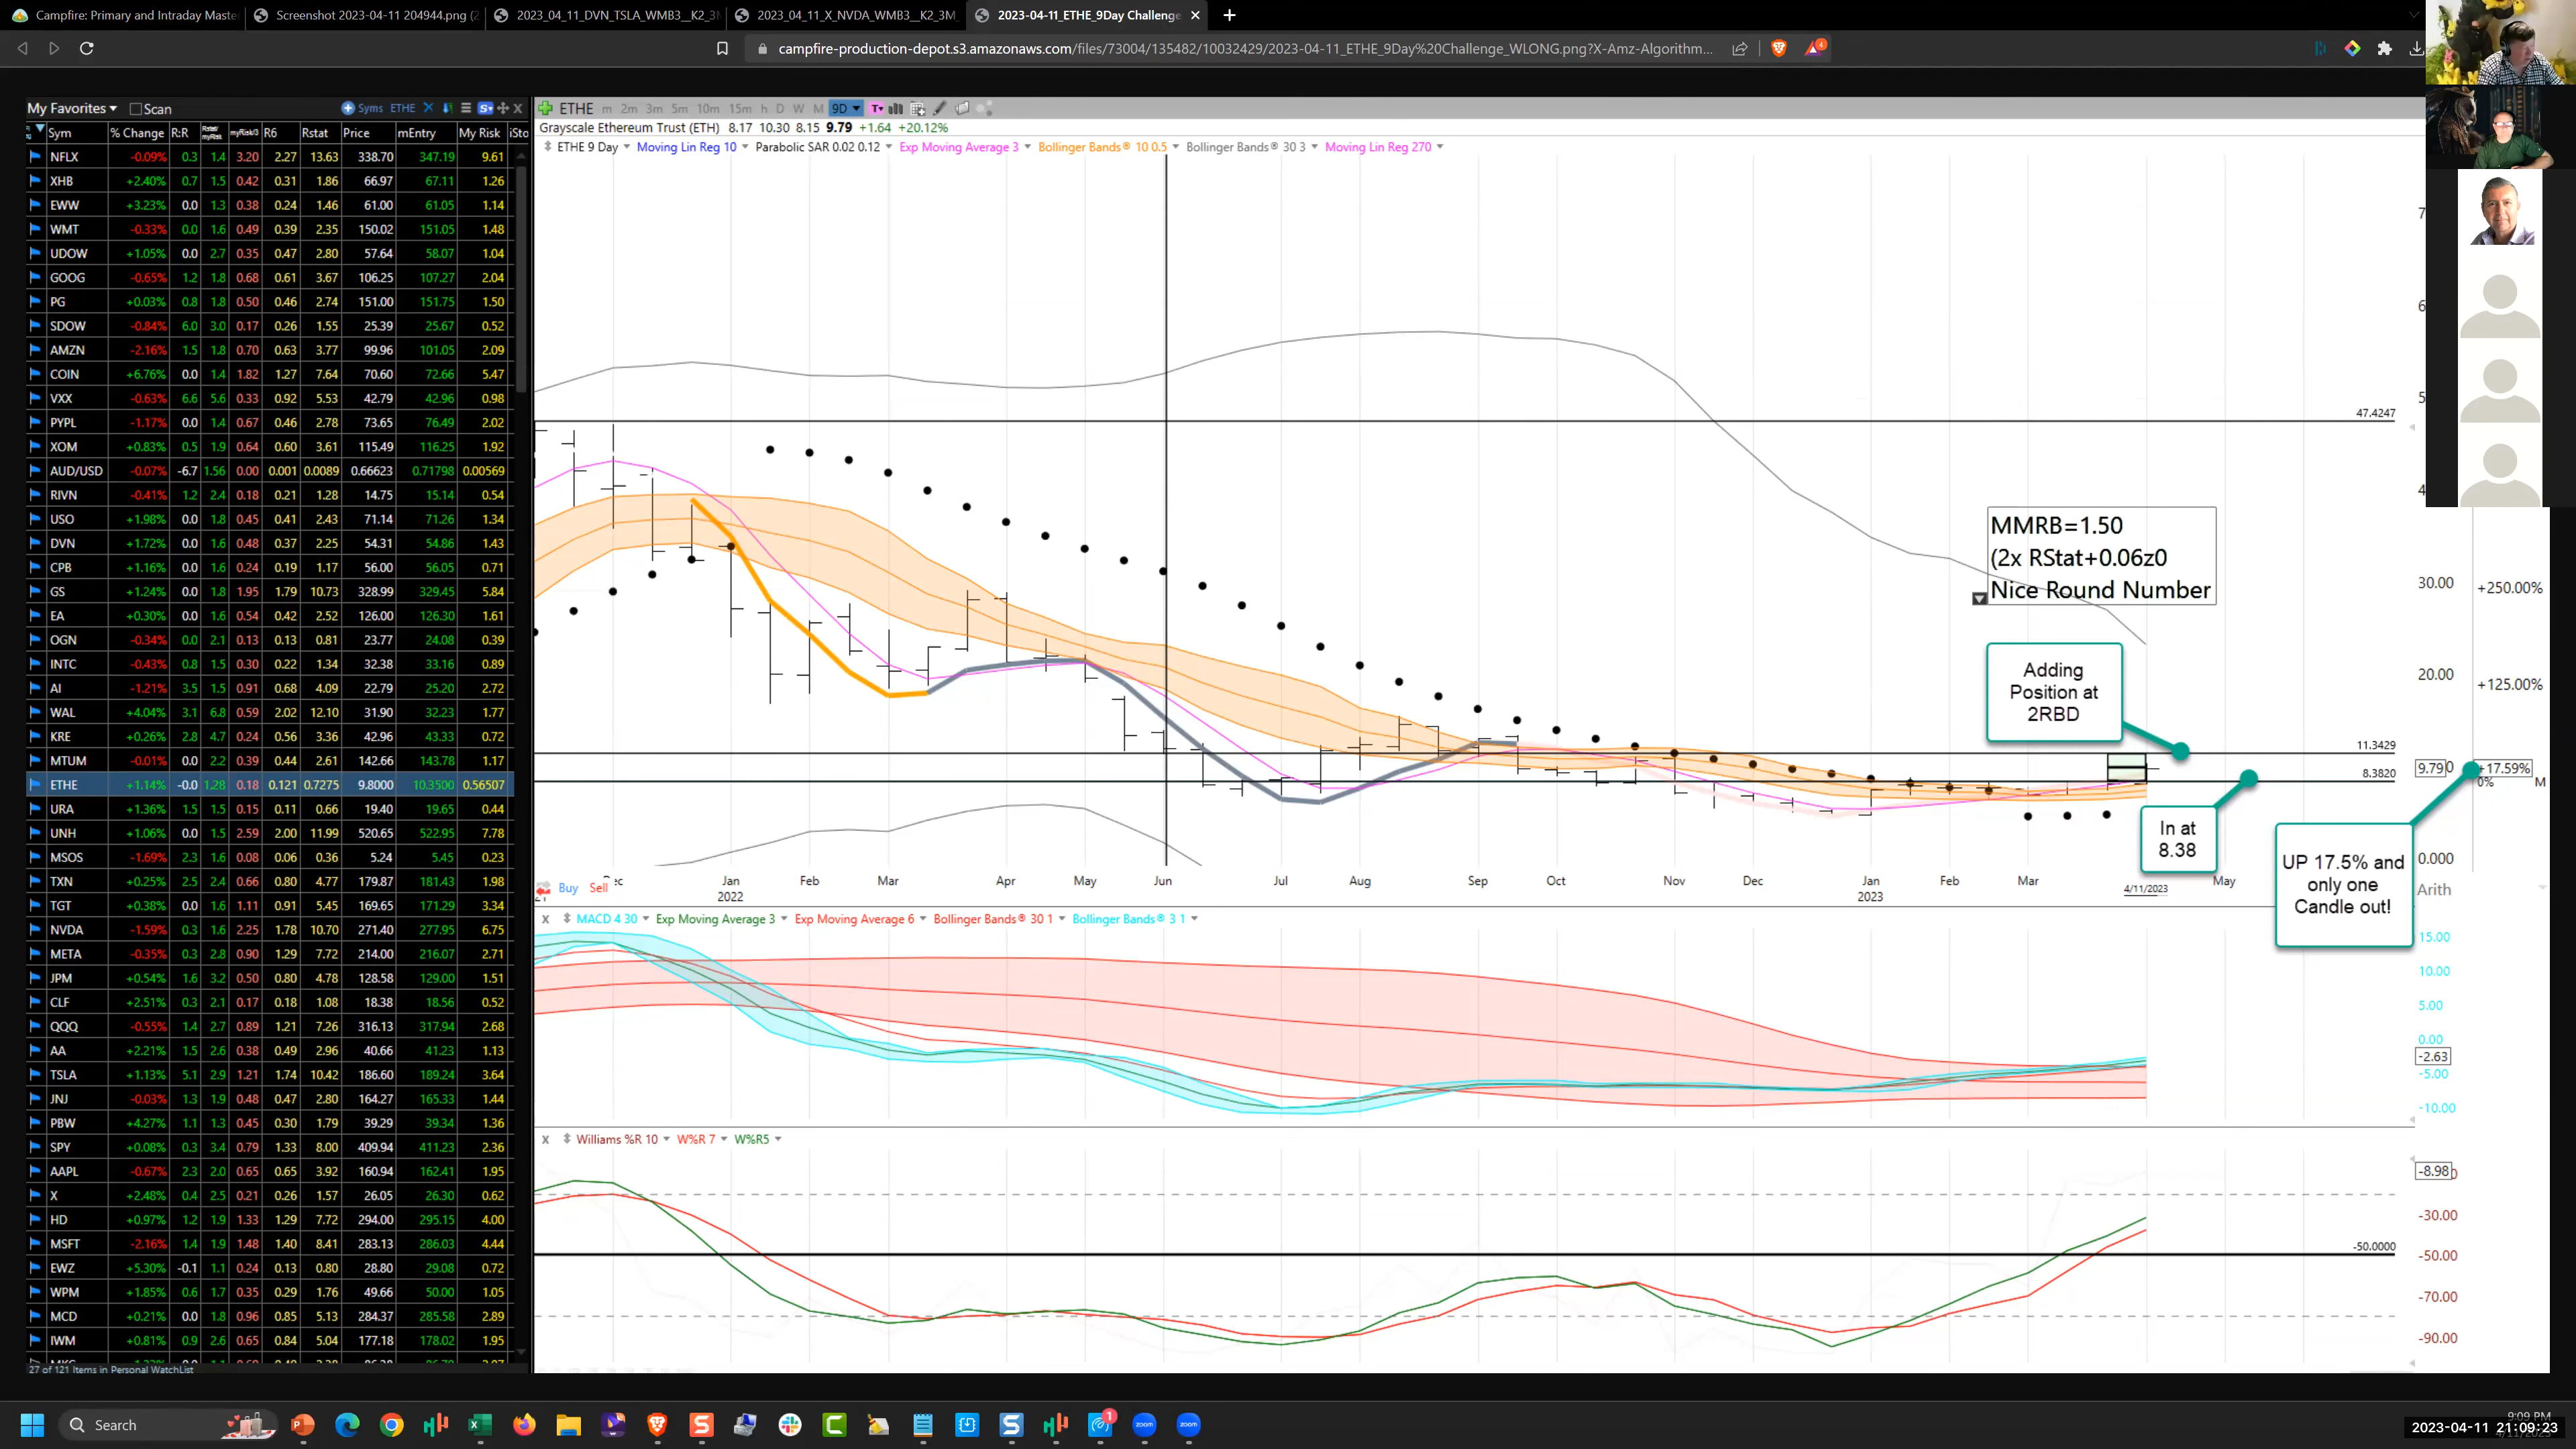 Campfire: Primary and Intraday Maste
Screenshot 2023-04-11 204944.png (2
2023_04_11_DVN_TSLA_WMB3__K2_3M
2023_04_11_X_NVDA_WMB3__K2_3M
2023-04-11_ETHE_9Day Challenge
campfire-production-depot.s3.amazonaws.com/files/73004/135482/10032429/2023-04-11_ETHE_9Day%20Challenge_WLONG.png?X-Amz-Algorithm...
My Favorites Scan Syms ETHE
Sym % Change R:R Rstat/myRisk myRisk/3 R6 Rstat Price mEntry My Risk iSto
NFLX -0.09% 0.3 1.4 3.20 2.27 13.63 338.70 347.19 9.61
XHB +2.40% 0.7 1.5 0.42 0.31 1.86 66.97 67.11 1.26
EWW +3.23% 0.0 1.3 0.38 0.24 1.46 61.00 61.05 1.14
WMT -0.33% 0.0 1.6 0.49 0.39 2.35 150.02 151.05 1.48
UDOW +1.05% 0.0 2.7 0.35 0.47 2.80 57.64 58.07 1.04
GOOG -0.65% 1.2 1.8 0.68 0.61 3.67 106.25 107.27 2.04
PG +0.03% 0.8 1.8 0.50 0.46 2.74 151.00 151.75 1.50
SDOW -0.84% 6.0 3.0 0.17 0.26 1.55 25.39 25.67 0.52
AMZN -2.16% 1.5 1.8 0.70 0.63 3.77 99.96 101.05 2.09
COIN +6.76% 0.0 1.4 1.82 1.27 7.64 70.60 72.66 5.47
VXX -0.63% 6.6 5.6 0.33 0.92 5.53 42.79 42.96 0.98
PYPL -1.17% 0.0 1.4 0.67 0.46 2.78 73.65 76.49 2.02
XOM +0.83% 0.5 1.9 0.64 0.60 3.61 115.49 116.25 1.92
AUD/USD -0.07% -6.7 1.56 0.00 0.001 0.0089 0.66623 0.71798 0.00569
RIVN -0.41% 1.2 2.4 0.18 0.21 1.28 14.75 15.14 0.54
USO +1.98% 0.0 1.8 0.45 0.41 2.43 71.14 71.26 1.34
DVN +1.72% 0.0 1.6 0.48 0.37 2.25 54.31 54.86 1.43
CPB +1.16% 0.0 1.6 0.24 0.19 1.17 56.00 56.05 0.71
GS +1.24% 0.0 1.8 1.95 1.79 10.73 328.99 329.45 5.84
EA +0.30% 0.0 1.6 0.54 0.42 2.52 126.00 126.30 1.61
OGN -0.34% 0.0 2.1 0.13 0.13 0.81 23.77 24.08 0.39
INTC -0.43% 0.8 1.5 0.30 0.22 1.34 32.38 33.16 0.89
AI -1.21% 3.5 1.5 0.91 0.68 4.09 22.79 25.20 2.72
WAL +4.04% 3.1 6.8 0.59 2.02 12.10 31.90 32.23 1.77
KRE +0.26% 2.8 4.7 0.24 0.56 3.36 42.96 43.33 0.72
MTUM -0.01% 0.0 2.2 0.39 0.44 2.61 142.66 143.78 1.17
ETHE +1.14% -0.0 1.28 0.18 0.121 0.7275 9.8000 10.3500 0.56507
URA +1.36% 1.5 1.5 0.15 0.11 0.66 19.40 19.65 0.44
UNH +1.06% 0.0 1.5 2.59 2.00 11.99 520.65 522.95 7.78
MSOS -1.69% 2.3 1.6 0.08 0.06 0.36 5.24 5.45 0.23
TXN +0.25% 2.5 2.4 0.66 0.80 4.77 179.87 181.43 1.98
TGT +0.38% 0.0 1.6 1.11 0.91 5.45 169.65 171.29 3.34
NVDA -1.59% 0.3 1.6 2.25 1.78 10.70 271.40 277.95 6.75
META -0.35% 0.3 2.8 0.90 1.29 7.72 214.00 216.07 2.71
JPM +0.54% 1.6 3.2 0.50 0.80 4.78 128.58 129.00 1.51
CLF +2.51% 0.3 2.1 0.17 0.18 1.08 18.38 18.56 0.52
QQQ -0.55% 1.4 2.7 0.89 1.21 7.26 316.13 317.94 2.68
AA +2.21% 1.5 2.6 0.38 0.49 2.96 40.66 41.23 1.13
TSLA +1.13% 5.1 2.9 1.21 1.74 10.42 186.60 189.24 3.64
JNJ -0.03% 1.3 1.9 0.48 0.47 2.80 164.27 165.33 1.44
PBW +4.27% 1.1 1.3 0.45 0.30 1.79 39.29 39.34 1.36
SPY +0.08% 0.3 3.4 0.79 1.33 8.00 409.94 411.23 2.36
AAPL -0.67% 2.3 2.0 0.65 0.65 3.92 160.94 162.41 1.95
X +2.48% 0.4 2.5 0.21 0.26 1.57 26.05 26.30 0.62
HD +0.97% 1.2 1.9 1.33 1.29 7.72 294.00 295.15 4.00
MSFT -2.16% 1.4 1.9 1.48 1.40 8.41 283.13 286.03 4.44
EWZ +5.30% -0.1 1.1 0.24 0.13 0.80 28.80 29.08 0.72
WPM +1.85% 0.6 1.7 0.35 0.29 1.76 49.66 50.00 1.05
MCD +0.21% 0.0 1.8 0.96 0.85 5.13 284.37 285.58 2.89
IWM +0.81% 0.9 2.6 0.65 0.84 5.04 177.18 178.02 1.95
27 of 121 Items in Personal WatchList
ETHE m 2m 3m 5m 10m 15m h D W M 9D
Grayscale Ethereum Trust (ETH) 8.17 10.30 8.15 9.79 +1.64 +20.12%
ETHE 9 Day Moving Lin Reg 10 Parabolic SAR 0.02 0.12 Exp Moving Average 3 Bollinger Bands® 10 0.5 Bollinger Bands® 30 3 Moving Lin Reg 270
47.4247
MMRB=1.50
(2x RStat+0.06z0
Nice Round Number
30.00 +250.00%
20.00 +125.00%
Adding
Position at
2RBD
11.3429
8.3820
9.79
+17.59%
0% M
In at
8.38
UP 17.5% and
only one
Candle out!
0.000
Arith
Buy Sell
Jan Feb Mar Apr May Jun Jul Aug Sep Oct Nov Dec Jan Feb Mar 4/11/2023 May
2022 2023
MACD 4 30 Exp Moving Average 3 Exp Moving Average 6 Bollinger Bands® 30 1 Bollinger Bands® 3 1
15.00
10.00
5.00
0.00
-2.63
-5.00
-10.00
Williams %R 10 W%R 7 W%R5
-8.98
-30.00
-50.0000
-50.00
-70.00
-90.00
Search
zoom
zoom
9:09 PM
2023-04-11 21:09:23